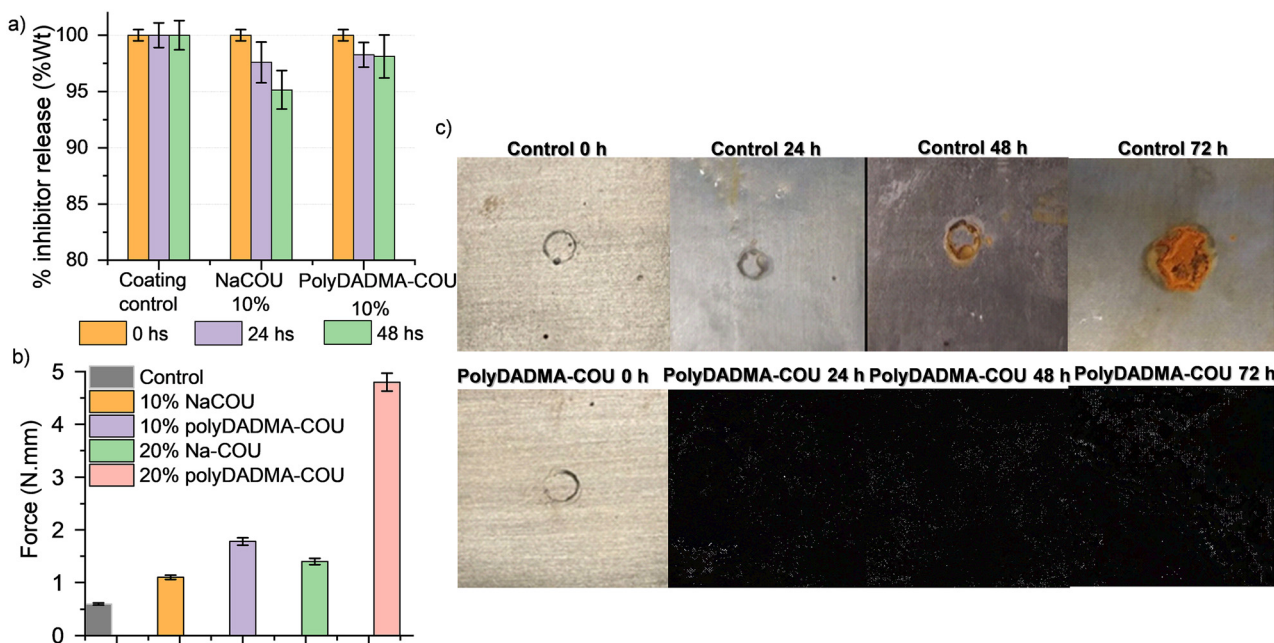 a)
% inhibitor release (%Wt)
100
95
90
85
80
Coating control
NaCOU 10%
PolyDADMA-COU 10%
0 hs
24 hs
48 hs
b)
Force (N.mm)
5
4
3
2
1
0
Control
10% NaCOU
10% polyDADMA-COU
20% Na-COU
20% polyDADMA-COU
c)
Control 0 h
Control 24 h
Control 48 h
Control 72 h
PolyDADMA-COU 0 h
PolyDADMA-COU 24 h
PolyDADMA-COU 48 h
PolyDADMA-COU 72 h